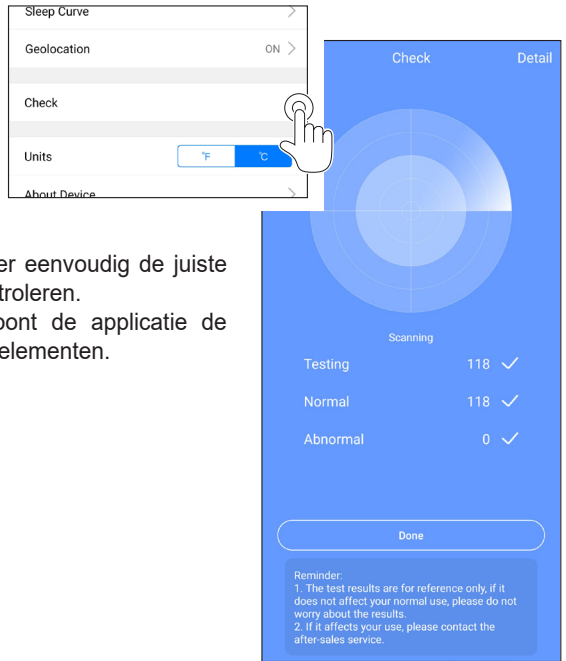 Sleep Curve
Geolocation ON
Check
Units °F °C
About Device
er eenvoudig de juiste
troleren.
oont de applicatie de
elementen.
Check Detail
Scanning
Testing 118
Normal 118
Abnormal 0
Done
Reminder:
1. The test results are for reference only, if it
does not affect your normal use, please do not
worry about the results.
2. If it affects your use, please contact the
after-sales service.